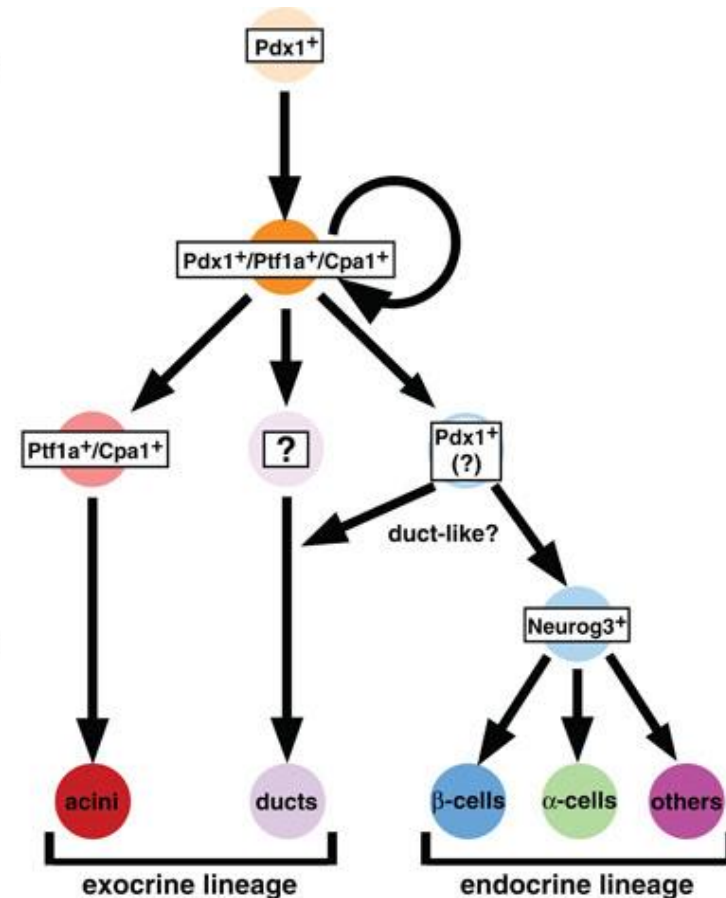 Pdx1⁺
Pdx1⁺/Ptf1a⁺/Cpa1⁺
Ptf1a⁺/Cpa1⁺
?
Pdx1⁺
(?)
duct-like?
Neurog3⁺
acini
ducts
β-cells
α-cells
others
exocrine lineage
endocrine lineage